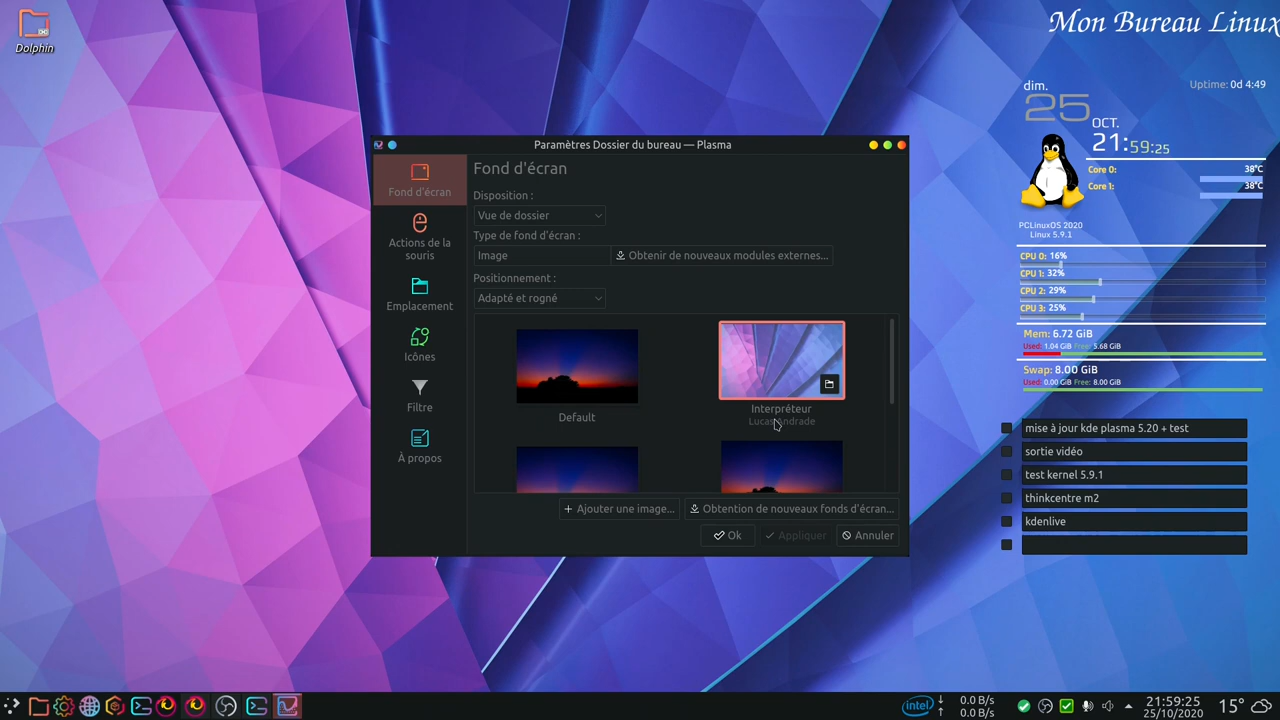 Dolphin
Mon Bureau Linux
dim.
Uptime: 0d 4:49
25
OCT.
21:59:25
Core 0: 38°C
Core 1: 38°C
PCLinuxOS 2020
Linux 5.9.1
CPU 0: 16%
CPU 1: 32%
CPU 2: 29%
CPU 3: 25%
Mem: 6.72 GiB
Used: 1.04 GiB Free: 5.68 GiB
Swap: 8.00 GiB
Used: 0.00 GiB Free: 8.00 GiB
mise à jour kde plasma 5.20 + test
sortie vidéo
test kernel 5.9.1
thinkcentre m2
kdenlive
Paramètres Dossier du bureau — Plasma
Fond d'écran
Actions de la
souris
Emplacement
Icônes
Filtre
À propos
Fond d'écran
Disposition :
Vue de dossier
Type de fond d'écran :
Image
Obtenir de nouveaux modules externes...
Positionnement :
Adapté et rogné
Default
Interpréteur
Lucas Andrade
Ajouter une image...
Obtention de nouveaux fonds d'écran...
Ok
Appliquer
Annuler
intel
0.0 B/s
0.0 B/s
21:59:25
25/10/2020
15°